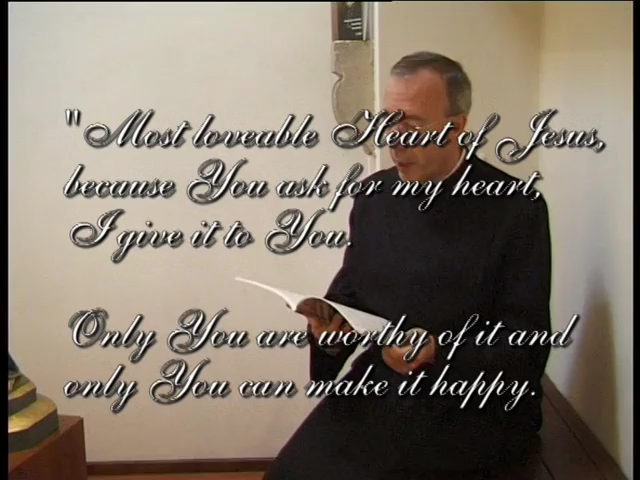 "Most loveable Heart of Jesus,
because You ask for my heart,
I give it to You.
Only You are worthy of it and
only You can make it happy.